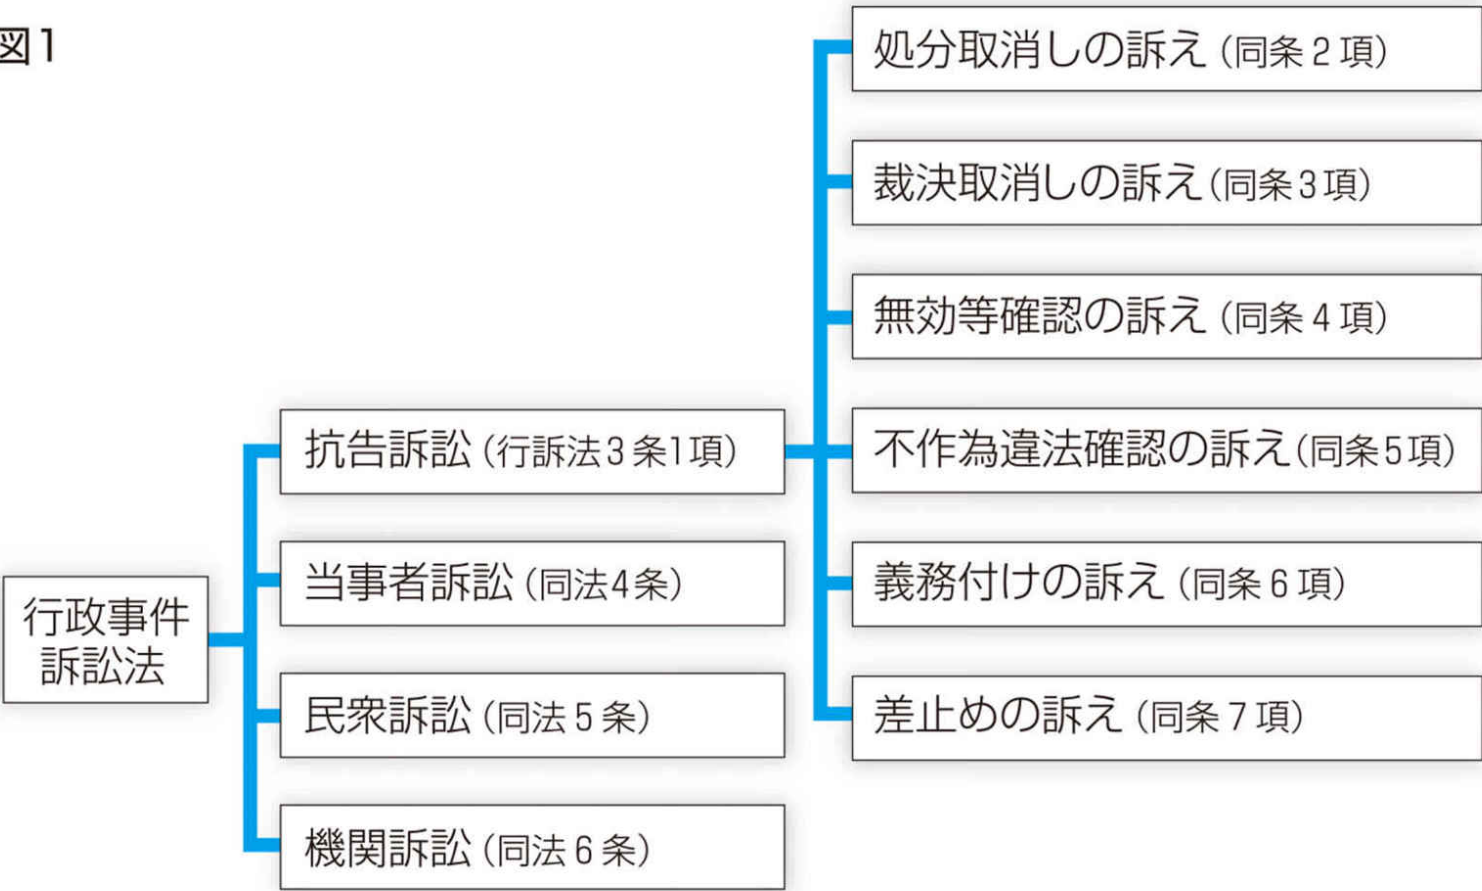 図1
行政事件
訴訟法
抗告訴訟(行訴法3条1項)
当事者訴訟(同法4条)
民衆訴訟(同法5条)
機関訴訟(同法6条)
処分取消しの訴え(同条2項)
裁決取消しの訴え(同条3項)
無効等確認の訴え(同条4項)
不作為違法確認の訴え(同条5項)
義務付けの訴え(同条6項)
差止めの訴え(同条7項)